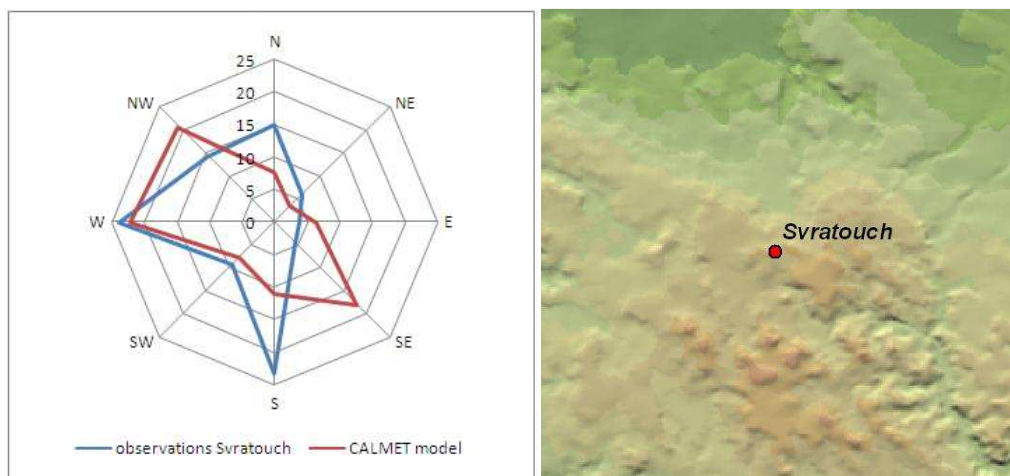 N
NE
E
SE
S
SW
W
NW
25
20
15
10
5
0
observations Svratouch
CALMET model
Svratouch